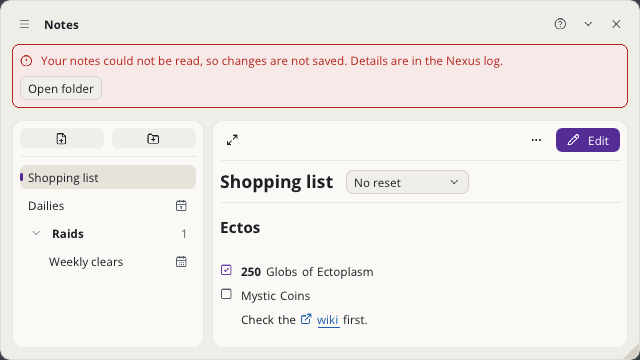 Notes
Your notes could not be read, so changes are not saved. Details are in the Nexus log.
Open folder
Shopping list
Dailies
Raids 1
Weekly clears
Edit
Shopping list No reset
Ectos
250 Globs of Ectoplasm
Mystic Coins
Check the wiki first.